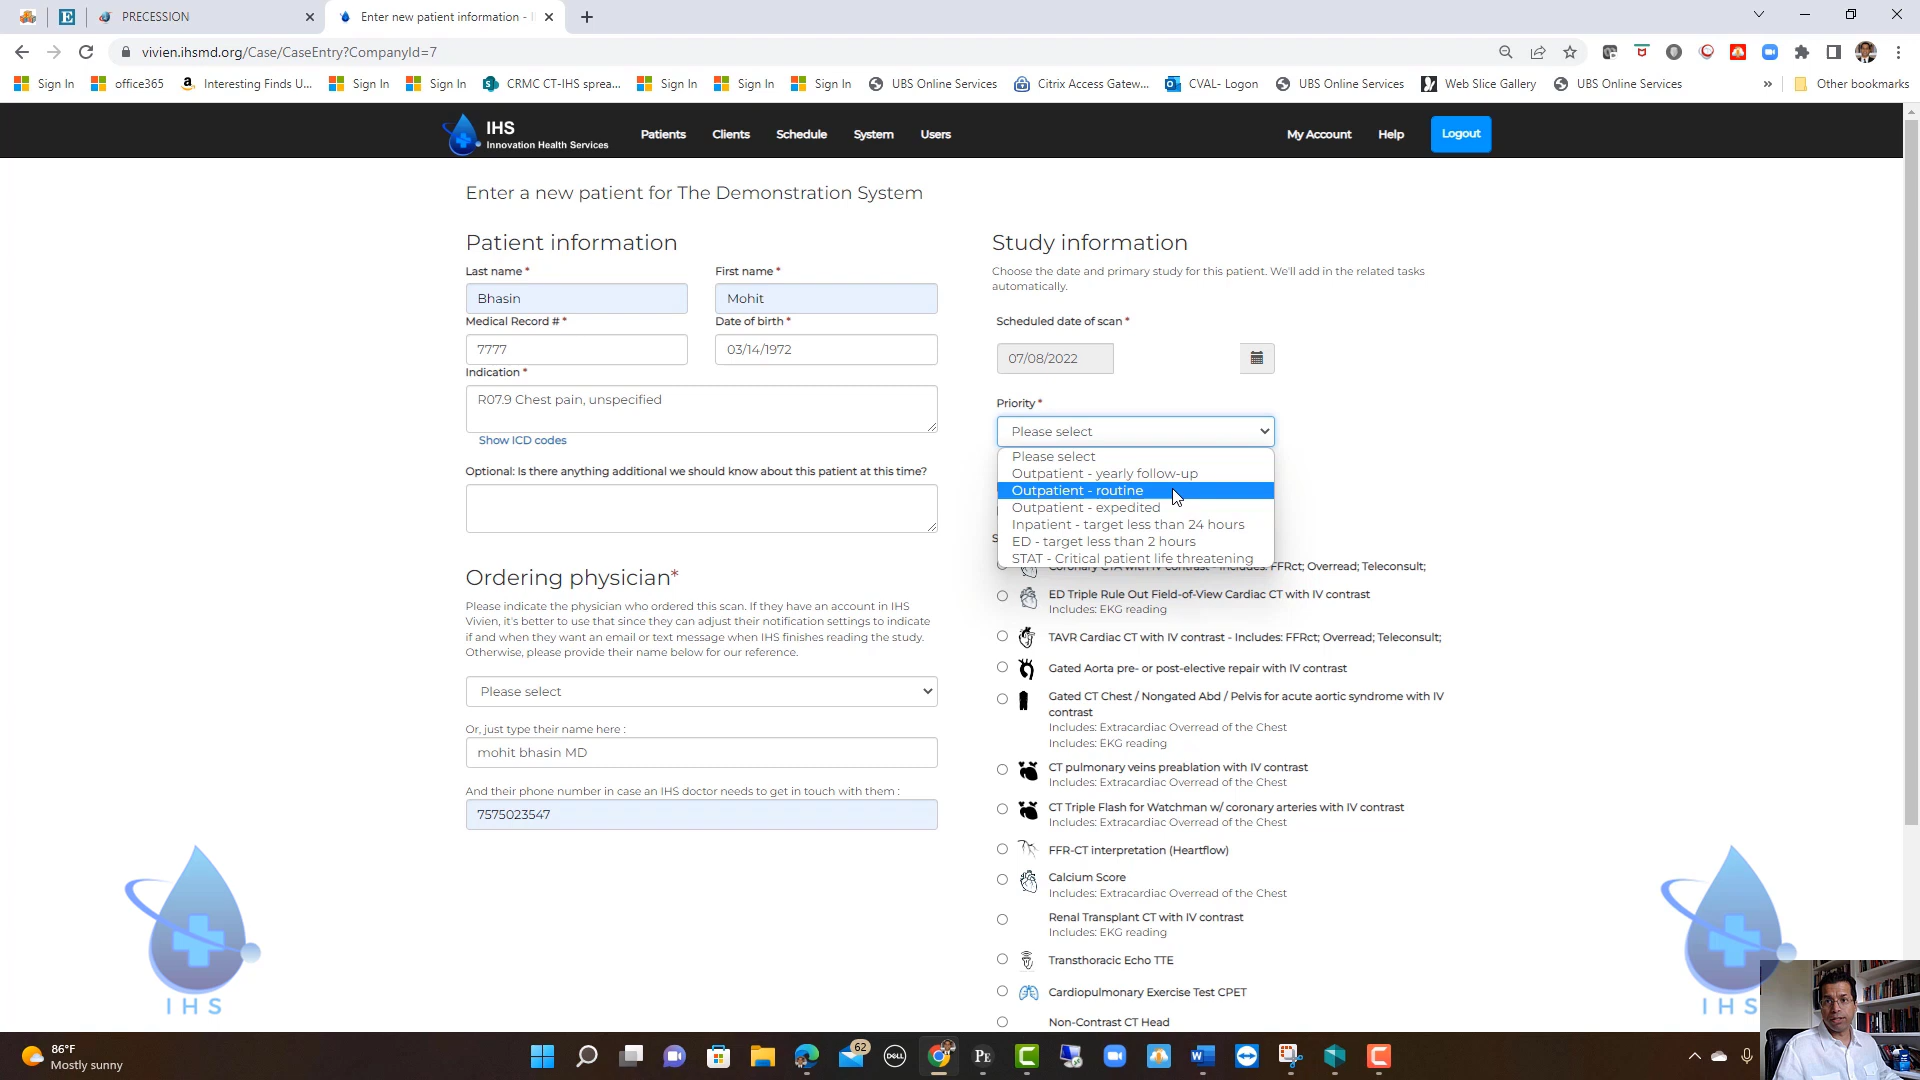 PRECESSION
Enter new patient information -
vivien.ihsmd.org/Case/CaseEntry?CompanyId=7
Sign In
office365
Interesting Finds U...
Sign In
Sign In
CRMC CT-IHS sprea...
Sign In
Sign In
Sign In
UBS Online Services
Citrix Access Gatew...
CVAL- Logon
UBS Online Services
Web Slice Gallery
UBS Online Services
»
Other bookmarks
IHS
Innovation Health Services
Patients
Clients
Schedule
System
Users
My Account
Help
Logout
Enter a new patient for The Demonstration System
Patient information
Last name *
First name *
Bhasin
Mohit
Medical Record # *
Date of birth *
7777
03/14/1972
Indication *
R07.9 Chest pain, unspecified
Show ICD codes
Optional: Is there anything additional we should know about this patient at this time?
Ordering physician*
Please indicate the physician who ordered this scan. If they have an account in IHS
Vivien, it's better to use that since they can adjust their notification settings to indicate
if and when they want an email or text message when IHS finishes reading the study.
Otherwise, please provide their name below for our reference.
Please select
Or, just type their name here :
mohit bhasin MD
And their phone number in case an IHS doctor needs to get in touch with them :
7575023547
Study information
Choose the date and primary study for this patient. We'll add in the related tasks
automatically.
Scheduled date of scan *
07/08/2022
Priority *
Please select
Please select
Outpatient - yearly follow-up
Outpatient - routine
Outpatient - expedited
Inpatient - target less than 24 hours
ED - target less than 2 hours
STAT - Critical patient life threatening
Coronary CTA with IV contrast - Includes: FFRct; Overread; Teleconsult;
ED Triple Rule Out Field-of-View Cardiac CT with IV contrast
Includes: EKG reading
TAVR Cardiac CT with IV contrast - Includes: FFRct; Overread; Teleconsult;
Gated Aorta pre- or post-elective repair with IV contrast
Gated CT Chest / Nongated Abd / Pelvis for acute aortic syndrome with IV
contrast
Includes: Extracardiac Overread of the Chest
Includes: EKG reading
CT pulmonary veins preablation with IV contrast
Includes: Extracardiac Overread of the Chest
CT Triple Flash for Watchman w/ coronary arteries with IV contrast
Includes: Extracardiac Overread of the Chest
FFR-CT interpretation (Heartflow)
Calcium Score
Includes: Extracardiac Overread of the Chest
Renal Transplant CT with IV contrast
Includes: EKG reading
Transthoracic Echo TTE
Cardiopulmonary Exercise Test CPET
Non-Contrast CT Head
IHS
IHS
86°F
Mostly sunny
62
DELL
PE